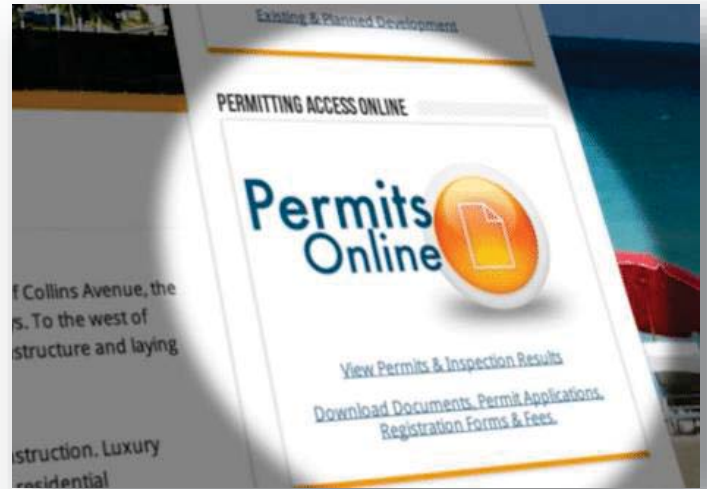 Existing & Planned Development
PERMITTING ACCESS ONLINE
Permits
Online
View Permits & Inspection Results
Download Documents, Permit Applications,
Registration Forms & Fees.
f Collins Avenue, the
s. To the west of
structure and laying
struction. Luxury
residential